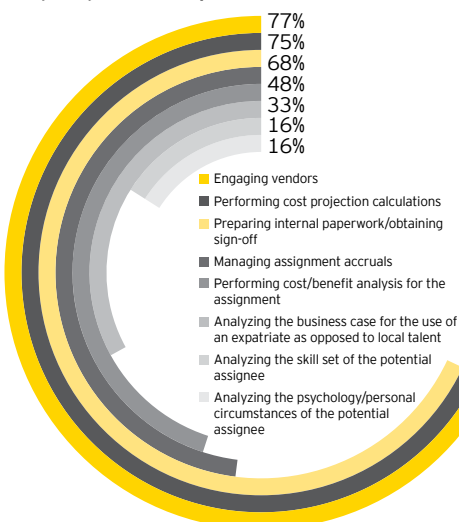 77%
75%
68%
48%
33%
16%
16%
Engaging vendors
Performing cost projection calculations
Preparing internal paperwork/obtaining
sign-off
Managing assignment accruals
Performing cost/benefit analysis for the
assignment
Analyzing the business case for the use of
an expatriate as opposed to local talent
Analyzing the skill set of the potential
assignee
Analyzing the psychology/personal
circumstances of the potential
assignee